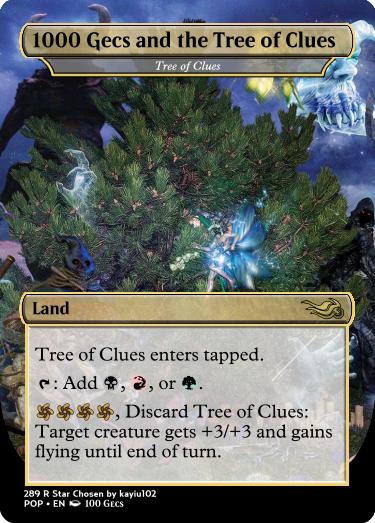 1000 Gecs and the Tree of Clues
Tree of Clues
Land
Tree of Clues enters tapped.
: Add , , or .
, Discard Tree of Clues:
Target creature gets +3/+3 and gains
flying until end of turn.
289 R Star Chosen by kayiu102
POP • EN 100 Gecs